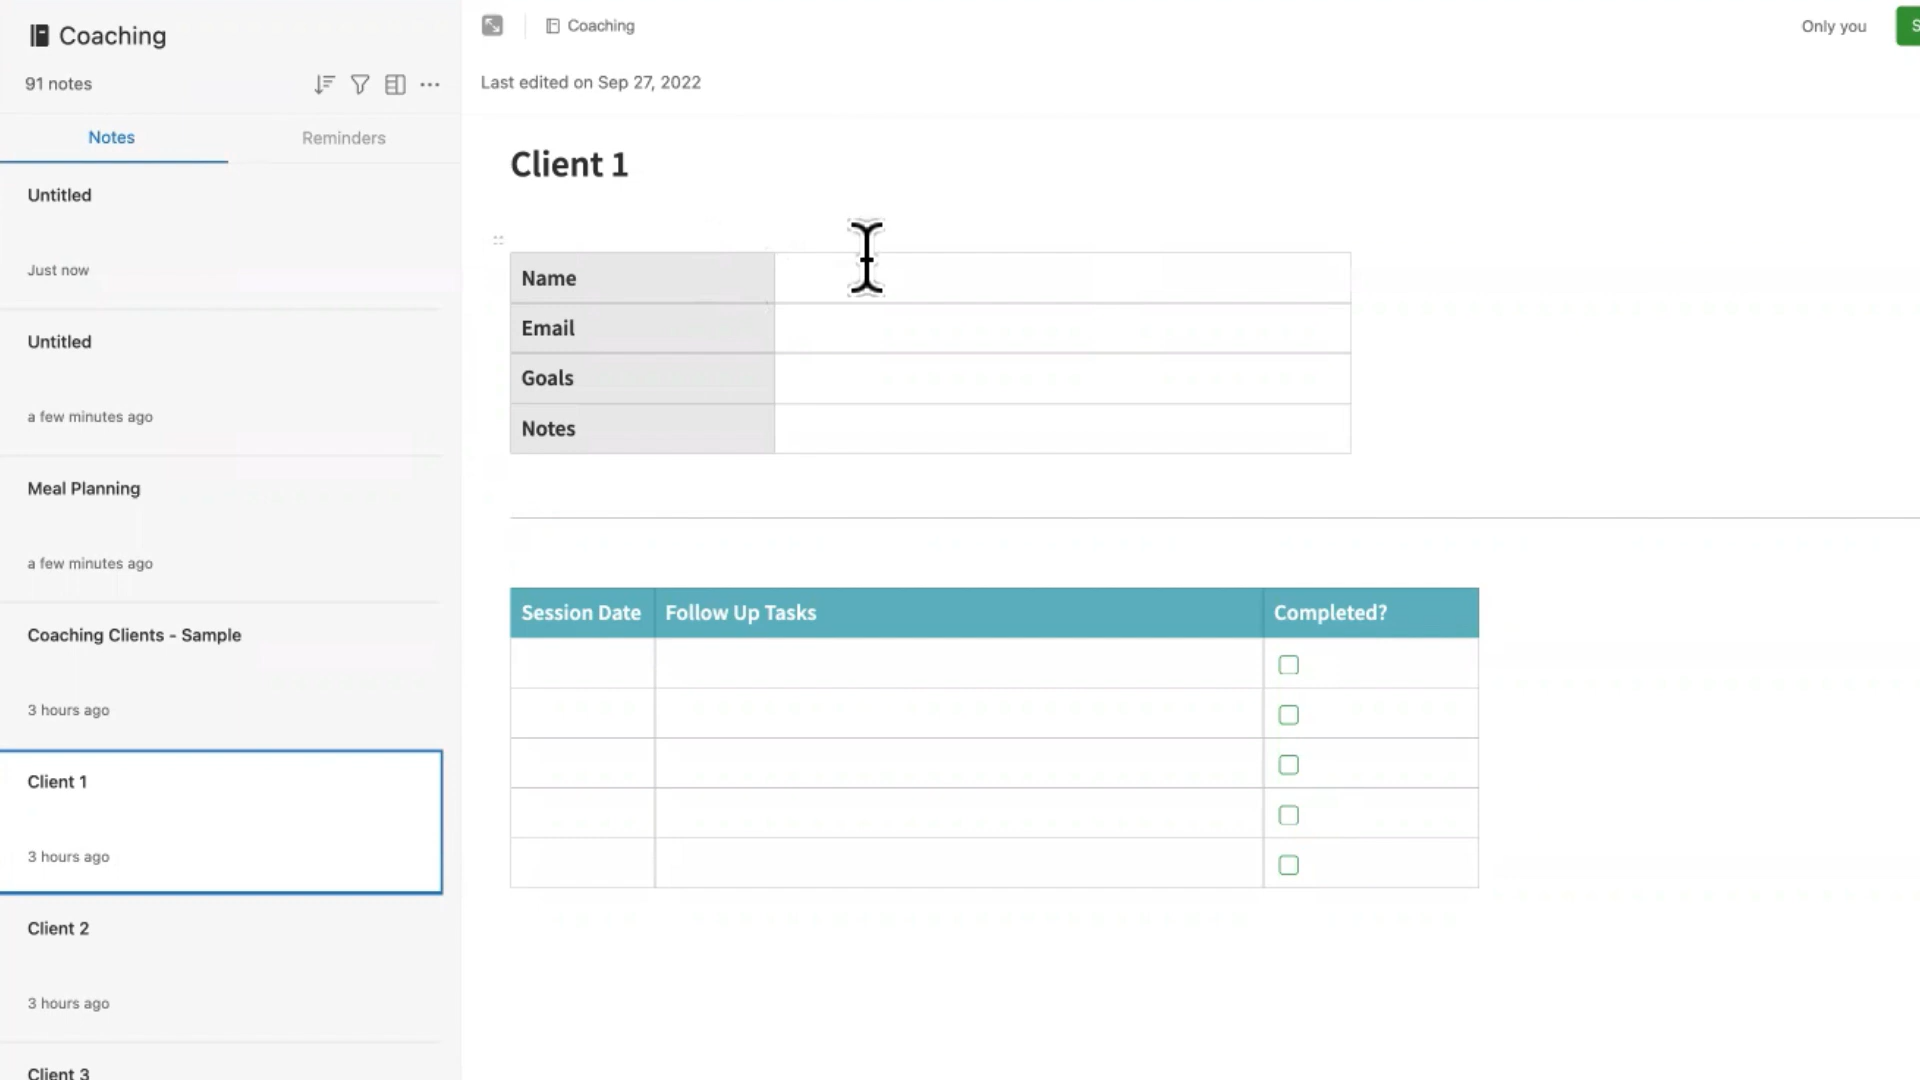 Coaching
91 notes
Notes
Reminders
Untitled
Just now
Untitled
a few minutes ago
Meal Planning
a few minutes ago
Coaching Clients - Sample
3 hours ago
Client 1
3 hours ago
Client 2
3 hours ago
Client 3
Coaching
Only you
Last edited on Sep 27, 2022
Client 1
Name
Email
Goals
Notes
Session Date Follow Up Tasks Completed?